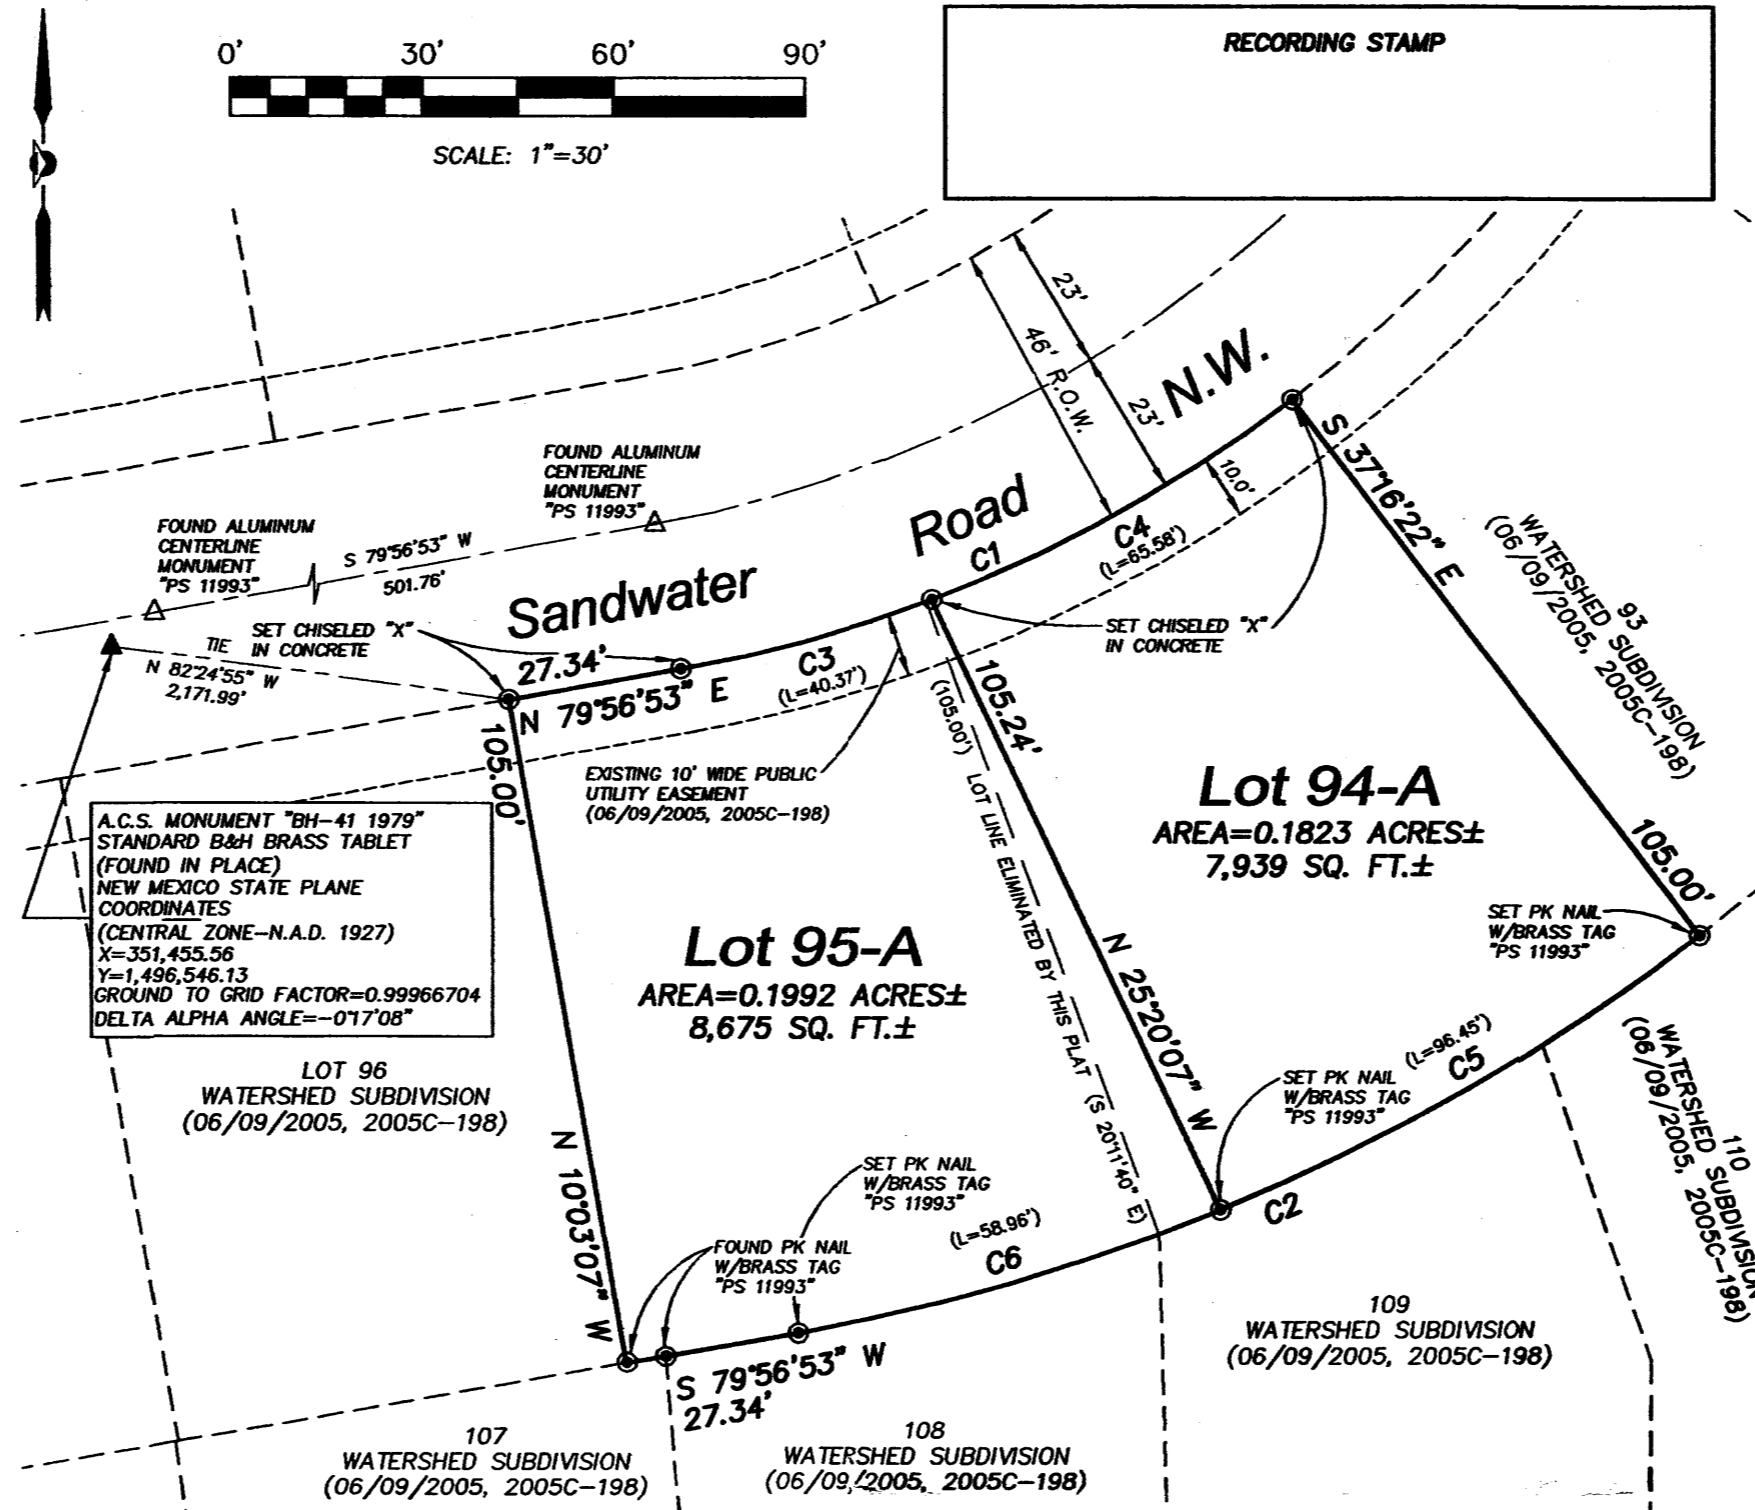 0' 30' 60' 90'
SCALE: 1"=30'
RECORDING STAMP
23'
46' R.O.W.
23'
Sandwater Road N.W.
FOUND ALUMINUM
CENTERLINE
MONUMENT
"PS 11993"
FOUND ALUMINUM
CENTERLINE
MONUMENT
"PS 11993"
S 79°56'53" W
501.76'
TIE
N 82°24'55" W
2,171.99'
SET CHISELED "X"
IN CONCRETE
27.34'
N 79°56'53" E
C3
(L=40.37')
C1
C4
(L=65.58')
10.0'
SET CHISELED "X"
IN CONCRETE
S 37°16'22" E
105.00'
93
WATERSHED SUBDIVISION
(06/09/2005, 2005C-198)
105.00'
N 10°03'07" W
EXISTING 10' WIDE PUBLIC
UTILITY EASEMENT
(06/09/2005, 2005C-198)
105.24'
N 25°20'07" W
(105.00') LOT LINE ELIMINATED BY THIS PLAT (S 20°11'40" E)
Lot 94-A
AREA=0.1823 ACRES±
7,939 SQ. FT.±
A.C.S. MONUMENT "BH-41 1979"
STANDARD B&H BRASS TABLET
(FOUND IN PLACE)
NEW MEXICO STATE PLANE
COORDINATES
(CENTRAL ZONE-N.A.D. 1927)
X=351,455.56
Y=1,496,546.13
GROUND TO GRID FACTOR=0.99966704
DELTA ALPHA ANGLE=-0°17'08"
Lot 95-A
AREA=0.1992 ACRES±
8,675 SQ. FT.±
SET PK NAIL
W/BRASS TAG
"PS 11993"
LOT 96
WATERSHED SUBDIVISION
(06/09/2005, 2005C-198)
SET PK NAIL
W/BRASS TAG
"PS 11993"
(L=96.45')
C5
110
WATERSHED SUBDIVISION
(06/09/2005, 2005C-198)
SET PK NAIL
W/BRASS TAG
"PS 11993"
FOUND PK NAIL
W/BRASS TAG
"PS 11993"
(L=58.96')
C6
C2
S 79°56'53" W
27.34'
109
WATERSHED SUBDIVISION
(06/09/2005, 2005C-198)
107
WATERSHED SUBDIVISION
(06/09/2005, 2005C-198)
108
WATERSHED SUBDIVISION
(06/09/2005, 2005C-198)